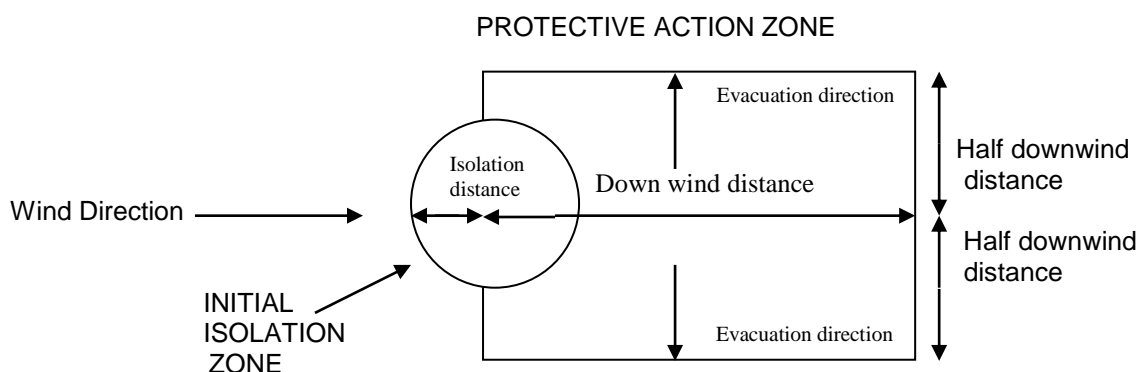 PROTECTIVE ACTION ZONE
Evacuation direction
Isolation
distance
Down wind distance
Half downwind
distance
Wind Direction
Half downwind
distance
INITIAL
ISOLATION
ZONE
Evacuation direction